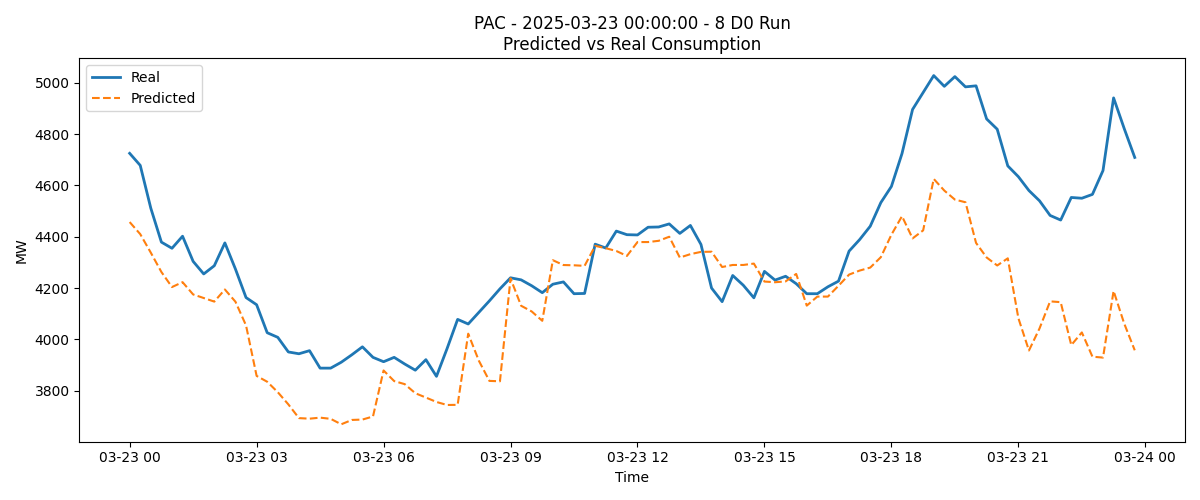 PAC - 2025-03-23 00:00:00 - 8 D0 Run
Predicted vs Real Consumption
Real
Predicted
MW
5000
4800
4600
4400
4200
4000
3800
03-23 00
03-23 03
03-23 06
03-23 09
03-23 12
03-23 15
03-23 18
03-23 21
03-24 00
Time